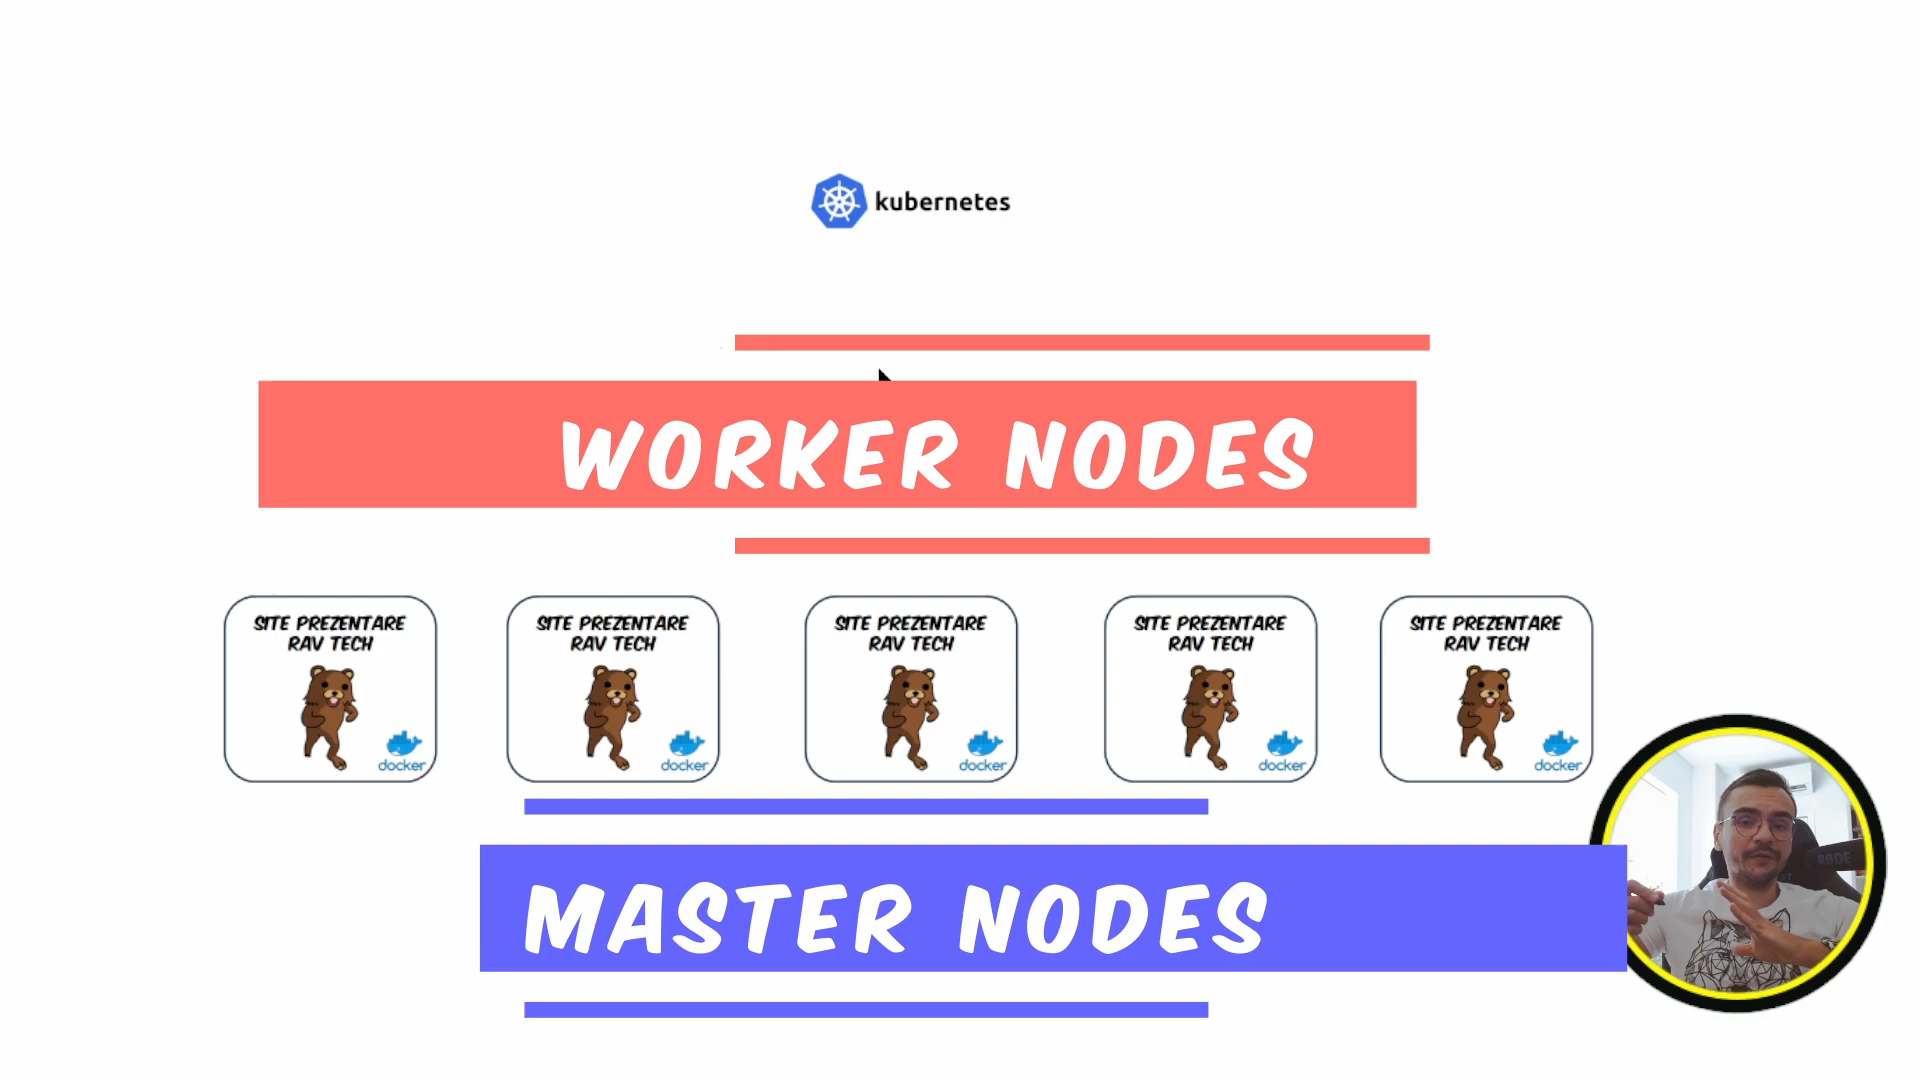 kubernetes
WORKER NODES
SITE PREZENTARE
RAV TECH
docker
SITE PREZENTARE
RAV TECH
docker
SITE PREZENTARE
RAV TECH
docker
SITE PREZENTARE
RAV TECH
docker
SITE PREZENTARE
RAV TECH
docker
RØDE
MASTER NODES